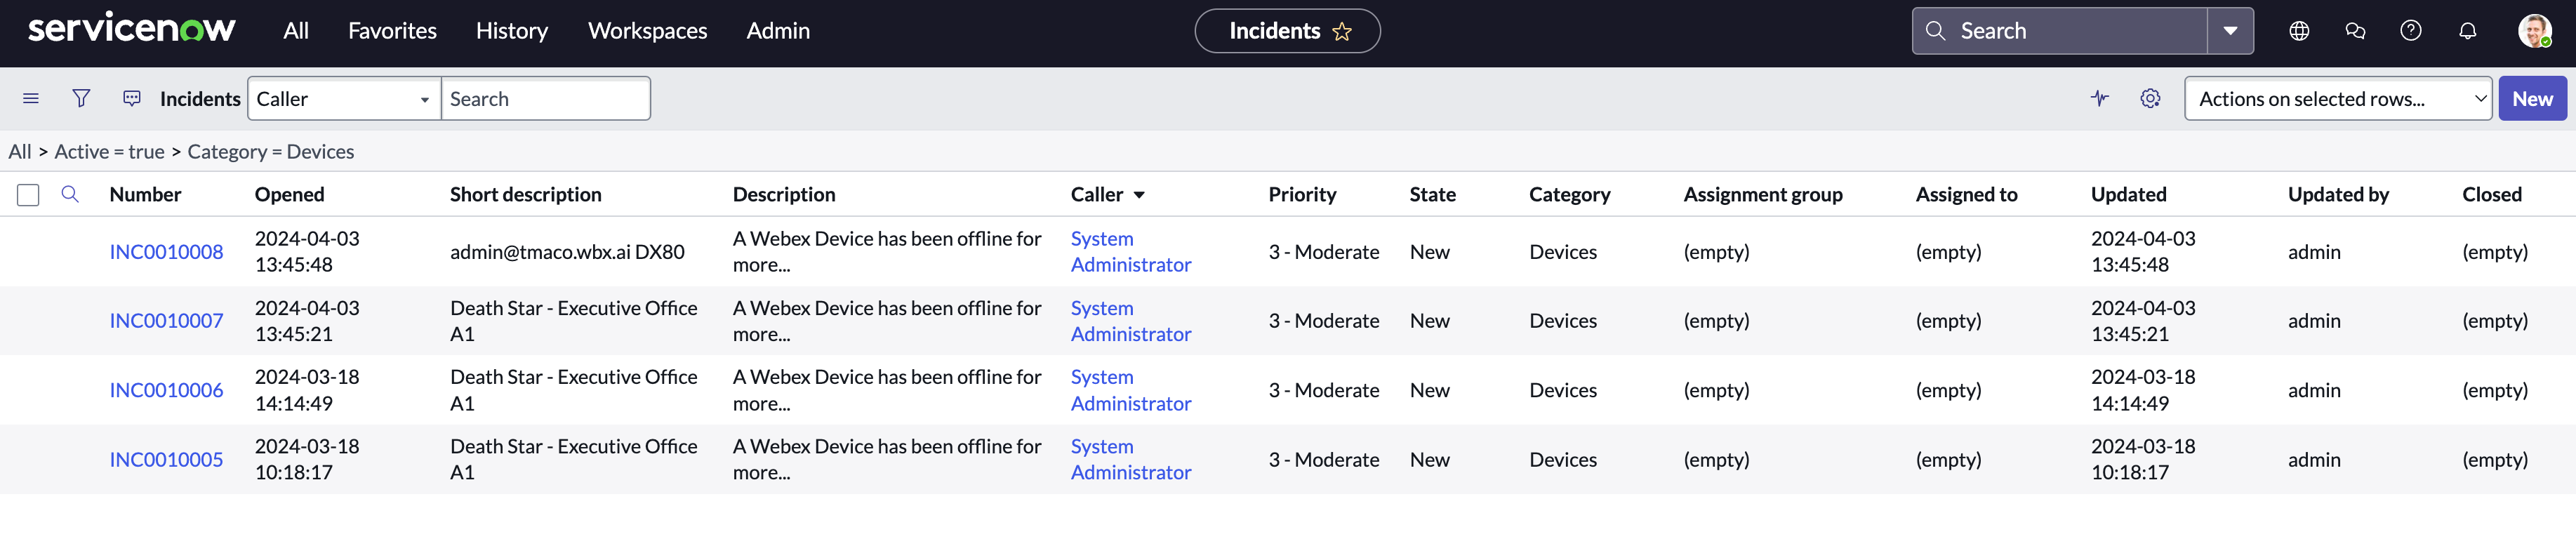 servicenow All Favorites History Workspaces Admin Incidents Search
Incidents Caller Search Actions on selected rows... New
All > Active = true > Category = Devices
Number Opened Short description Description Caller Priority State Category Assignment group Assigned to Updated Updated by Closed
INC0010008 2024-04-03 13:45:48 admin@tmaco.wbx.ai DX80 A Webex Device has been offline for more... System Administrator 3 - Moderate New Devices (empty) (empty) 2024-04-03 13:45:48 admin (empty)
INC0010007 2024-04-03 13:45:21 Death Star - Executive Office A1 A Webex Device has been offline for more... System Administrator 3 - Moderate New Devices (empty) (empty) 2024-04-03 13:45:21 admin (empty)
INC0010006 2024-03-18 14:14:49 Death Star - Executive Office A1 A Webex Device has been offline for more... System Administrator 3 - Moderate New Devices (empty) (empty) 2024-03-18 14:14:49 admin (empty)
INC0010005 2024-03-18 10:18:17 Death Star - Executive Office A1 A Webex Device has been offline for more... System Administrator 3 - Moderate New Devices (empty) (empty) 2024-03-18 10:18:17 admin (empty)